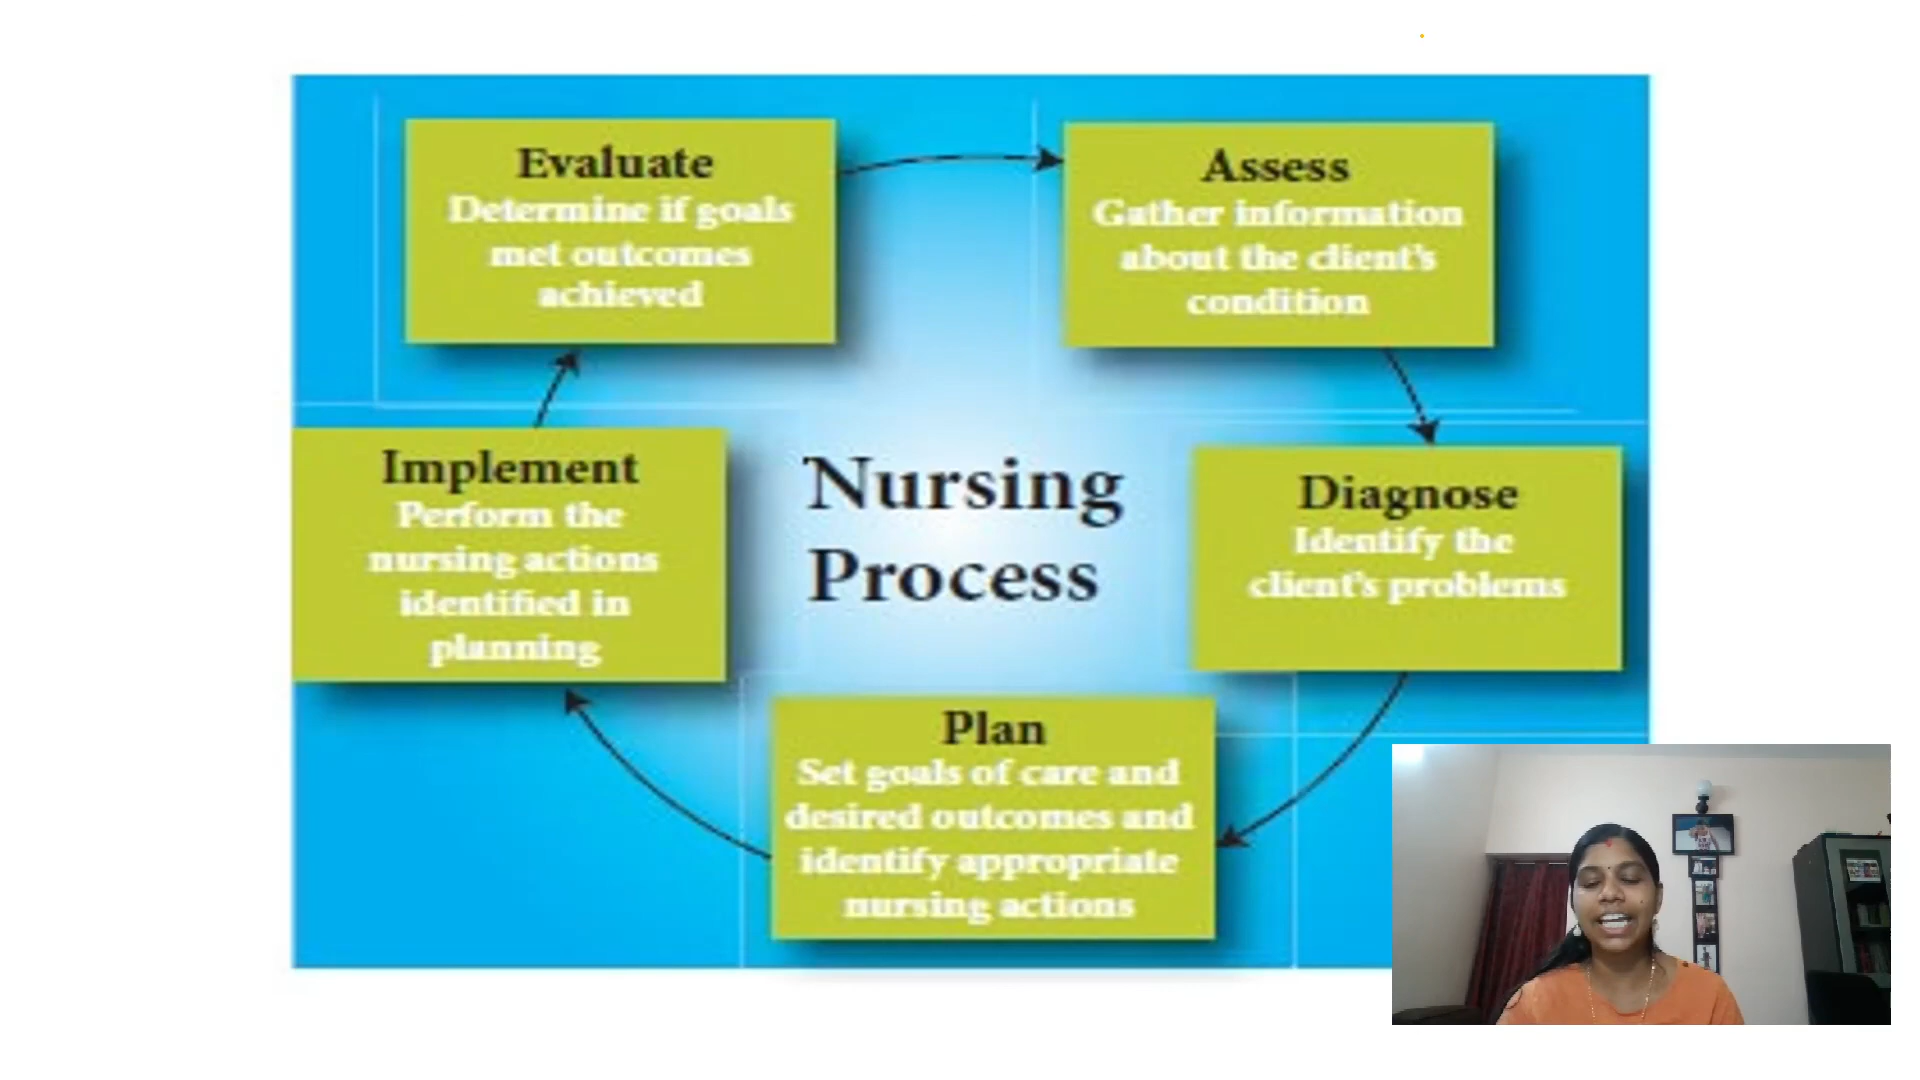 Evaluate
Determine if goals
met outcomes
achieved
Assess
Gather information
about the client's
condition
Diagnose
Identify the
client's problems
Plan
Set goals of care and
desired outcomes and
identify appropriate
nursing actions
Implement
Perform the
nursing actions
identified in
planning
Nursing
Process